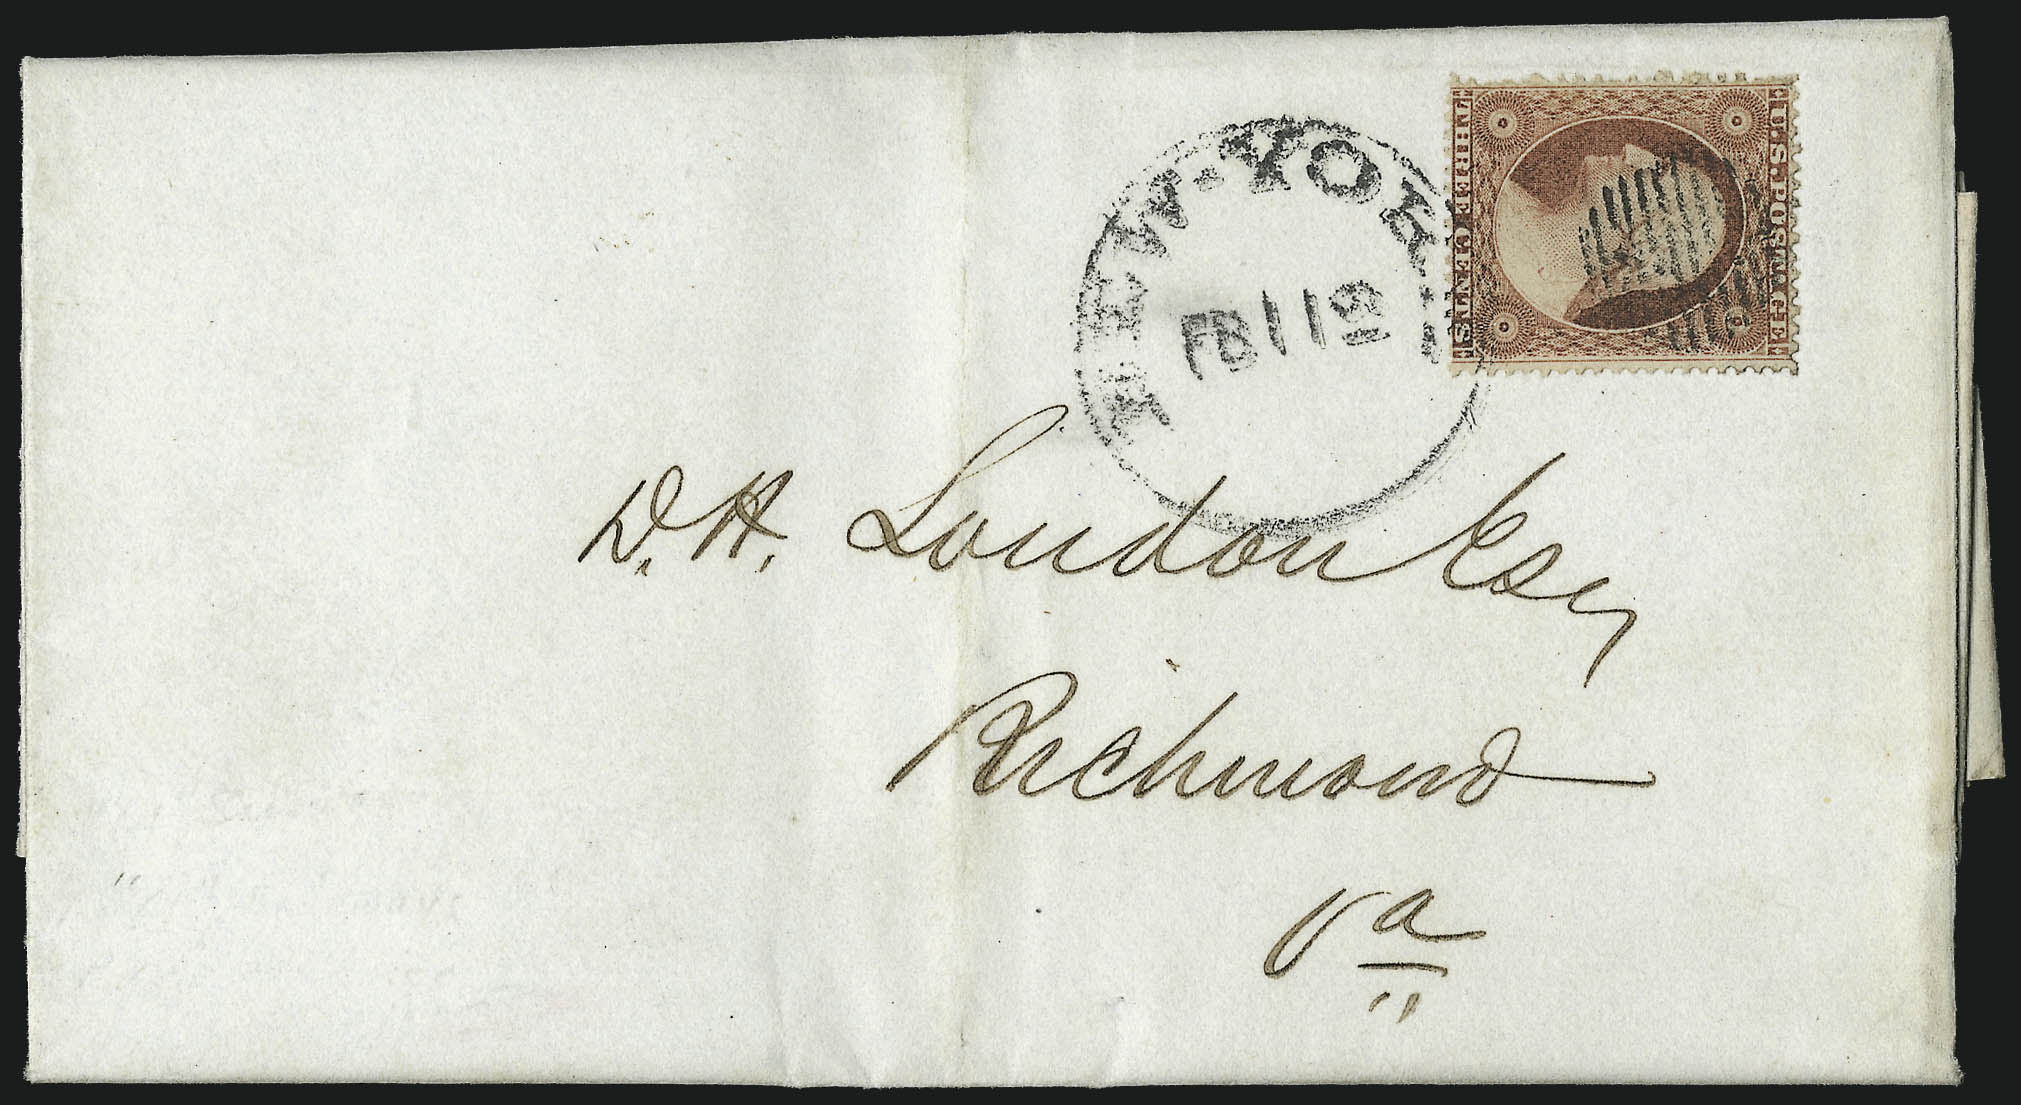 NEW-YORK
FB 11
U.S. POSTAGE
THREE CENTS
D. H. London Esq
Richmond
Va